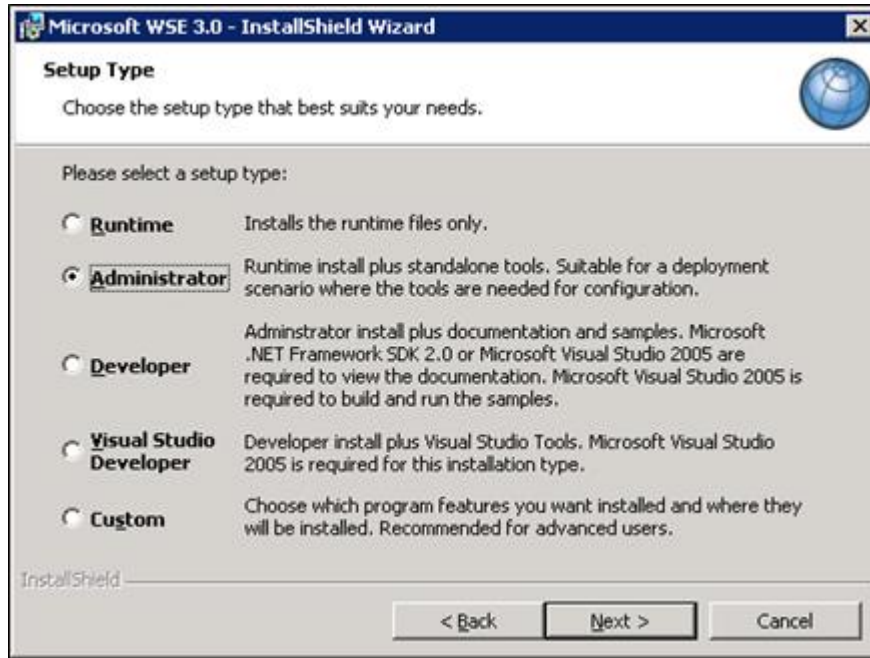 Microsoft WSE 3.0 - InstallShield Wizard
Setup Type
Choose the setup type that best suits your needs.
Please select a setup type:
Runtime
Installs the runtime files only.
Administrator
Runtime install plus standalone tools. Suitable for a deployment
scenario where the tools are needed for configuration.
Developer
Adminstrator install plus documentation and samples. Microsoft
.NET Framework SDK 2.0 or Microsoft Visual Studio 2005 are
required to view the documentation. Microsoft Visual Studio 2005 is
required to build and run the samples.
Visual Studio
Developer
Developer install plus Visual Studio Tools. Microsoft Visual Studio
2005 is required for this installation type.
Custom
Choose which program features you want installed and where they
will be installed. Recommended for advanced users.
InstallShield
< Back
Next >
Cancel